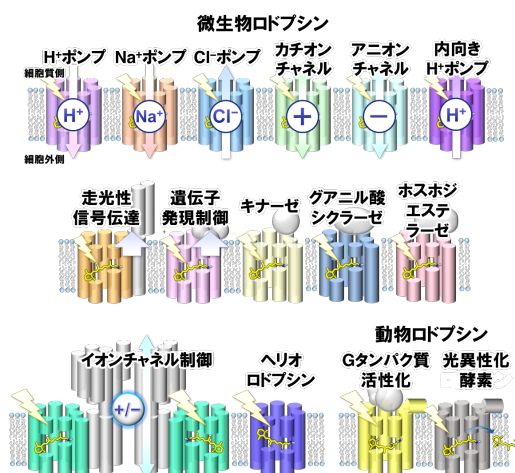 微生物ロドプシン
H⁺ポンプ
Na⁺ポンプ
Cl⁻ポンプ
カチオン
チャネル
アニオン
チャネル
内向き
H⁺ポンプ
細胞質側
H⁺
Na⁺
Cl⁻
+
−
H⁺
細胞外側
走光性
信号伝達
遺伝子
発現制御
キナーゼ
グアニル酸
シクラーゼ
ホスホジ
エステ
ラーゼ
動物ロドプシン
イオンチャネル制御
ヘリオ
ロドプシン
Gタンパク質
活性化
光異性化
酵素
+/−